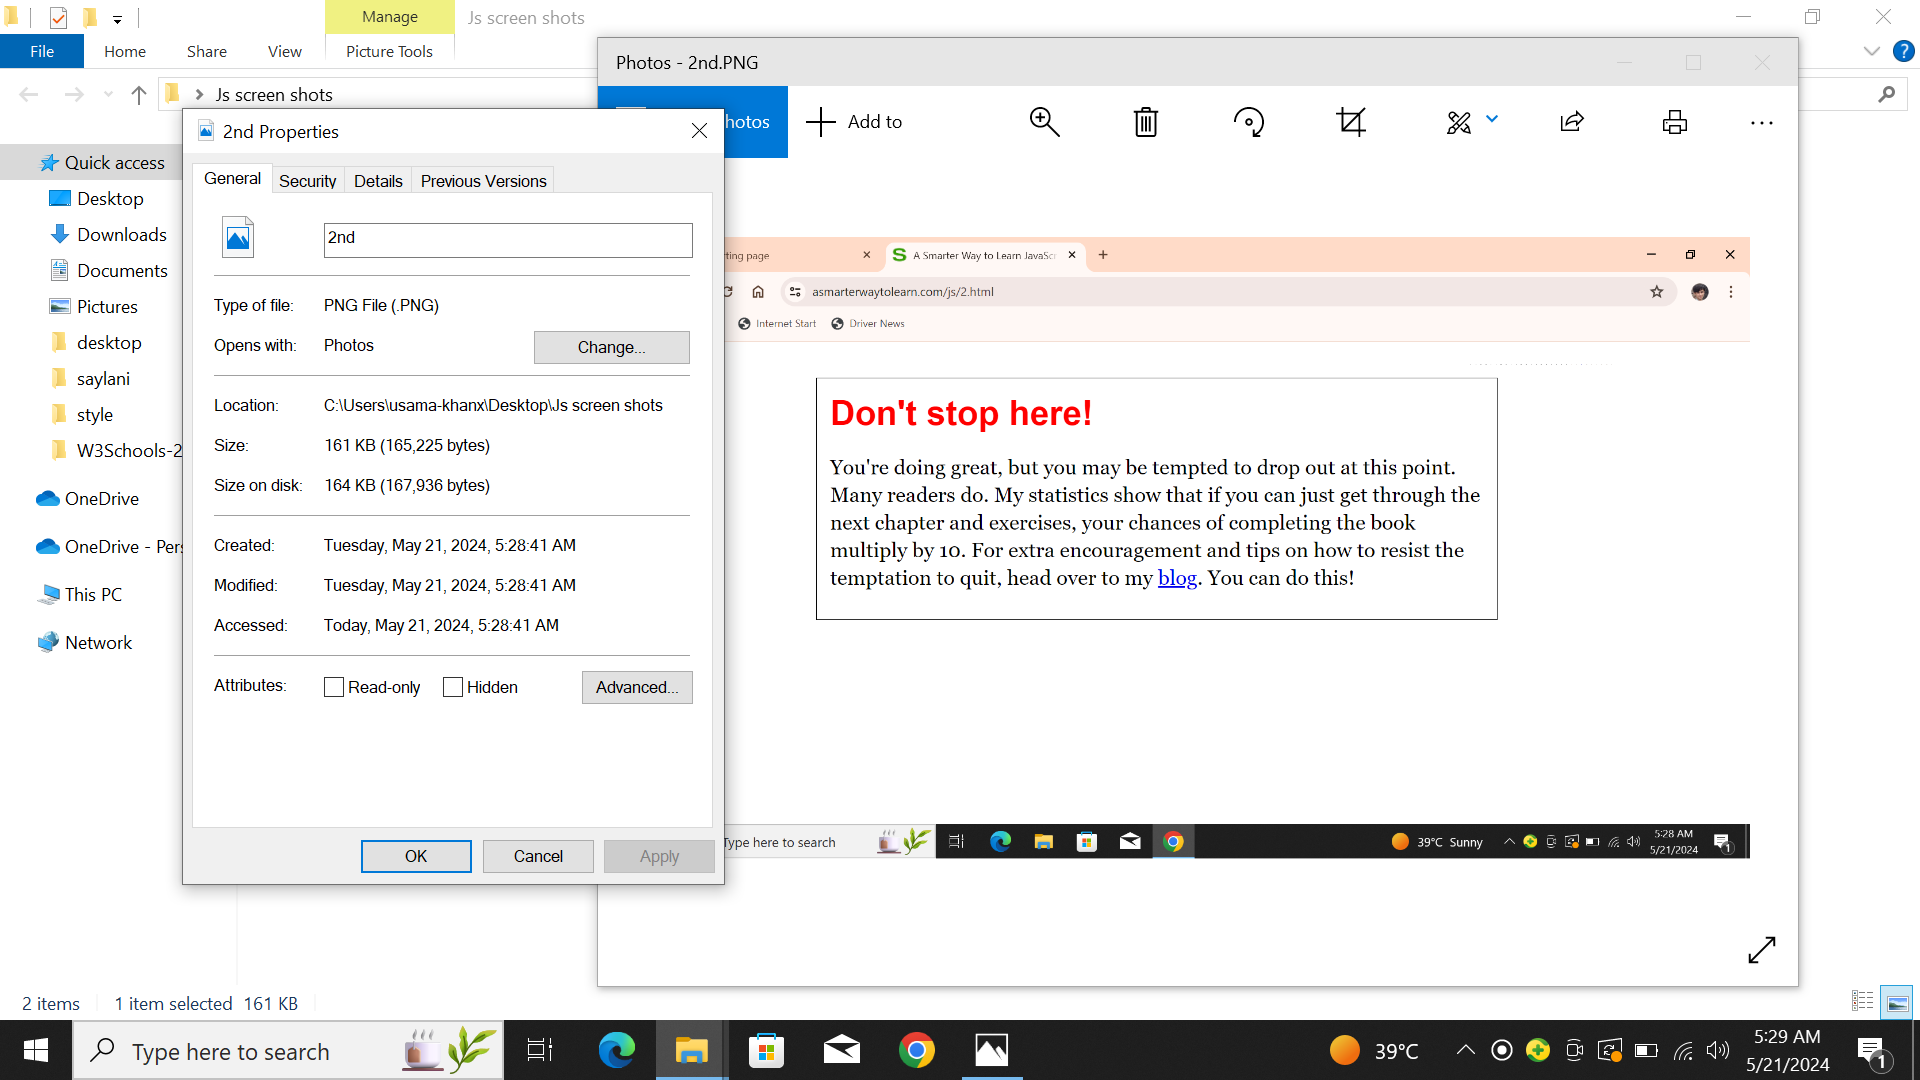 Manage
Js screen shots
File
Home
Share
View
Picture Tools
Js screen shots
Quick access
Desktop
Downloads
Documents
Pictures
desktop
saylani
style
W3Schools-2
OneDrive
OneDrive - Pers
This PC
Network
2 items
1 item selected 161 KB
2nd Properties
General
Security
Details
Previous Versions
2nd
Type of file: PNG File (.PNG)
Opens with: Photos
Change...
Location: C:\Users\usama-khanx\Desktop\Js screen shots
Size: 161 KB (165,225 bytes)
Size on disk: 164 KB (167,936 bytes)
Created: Tuesday, May 21, 2024, 5:28:41 AM
Modified: Tuesday, May 21, 2024, 5:28:41 AM
Accessed: Today, May 21, 2024, 5:28:41 AM
Attributes: Read-only Hidden
Advanced...
OK
Cancel
Apply
Photos - 2nd.PNG
hotos
Add to
ting page
A Smarter Way to Learn JavaSc
asmarterwaytolearn.com/js/2.html
Internet Start
Driver News
Don't stop here!
You're doing great, but you may be tempted to drop out at this point.
Many readers do. My statistics show that if you can just get through the
next chapter and exercises, your chances of completing the book
multiply by 10. For extra encouragement and tips on how to resist the
temptation to quit, head over to my blog. You can do this!
Type here to search
39°C Sunny
5:28 AM
5/21/2024
1
Type here to search
39°C
5:29 AM
5/21/2024
1